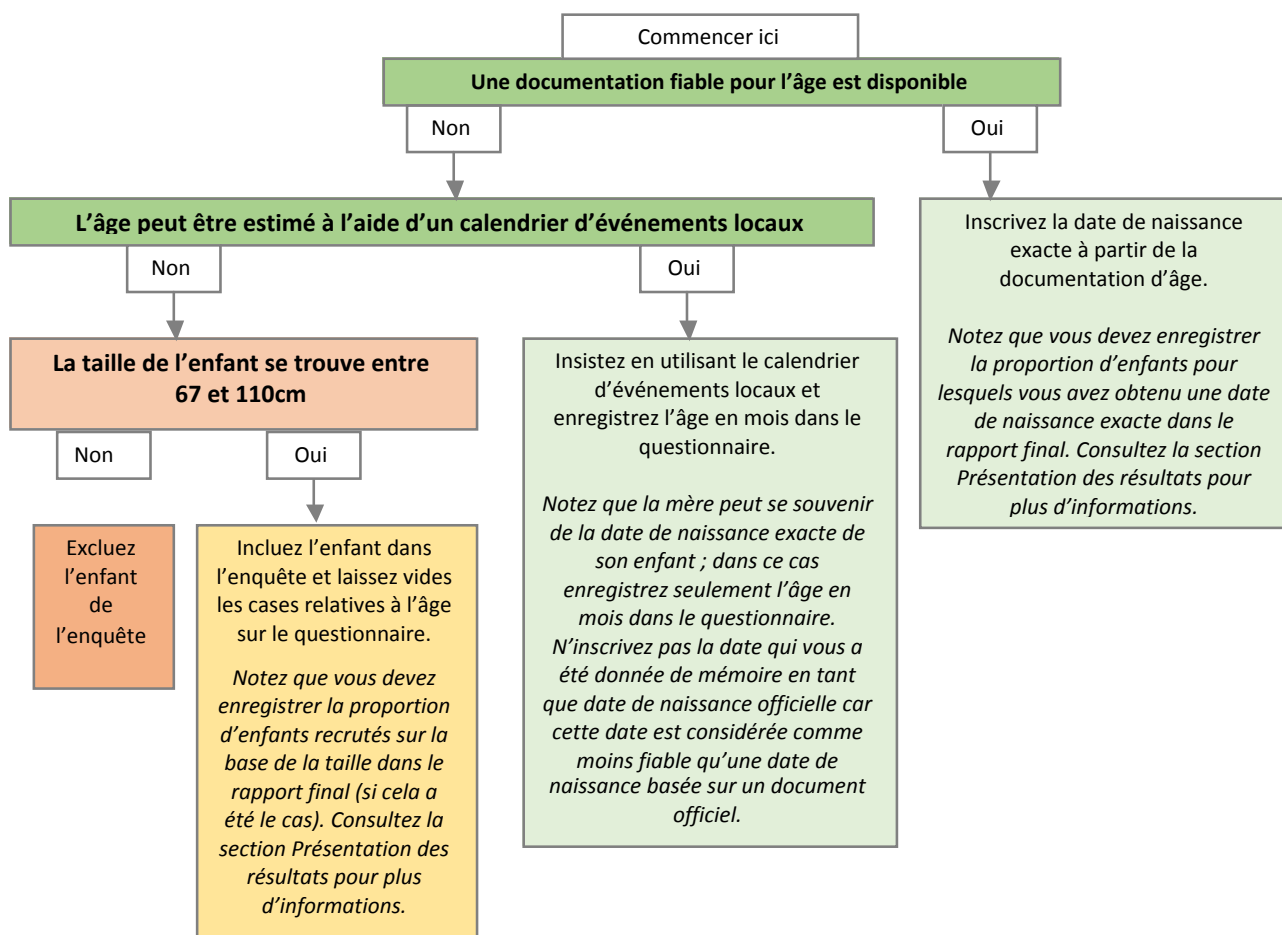 Commencer ici
Une documentation fiable pour l’âge est disponible
Non
Oui
L’âge peut être estimé à l’aide d’un calendrier d’événements locaux
Non
Oui
Inscrivez la date de naissance
exacte à partir de la
documentation d’âge.
Notez que vous devez enregistrer
la proportion d’enfants pour
lesquels vous avez obtenu une date
de naissance exacte dans le
rapport final. Consultez la section
Présentation des résultats pour
plus d’informations.
La taille de l’enfant se trouve entre
67 et 110cm
Non
Oui
Insistez en utilisant le calendrier
d’événements locaux et
enregistrez l’âge en mois dans le
questionnaire.
Notez que la mère peut se souvenir
de la date de naissance exacte de
son enfant ; dans ce cas
enregistrez seulement l’âge en
mois dans le questionnaire.
N’inscrivez pas la date qui vous a
été donnée de mémoire en tant
que date de naissance officielle car
cette date est considérée comme
moins fiable qu’une date de
naissance basée sur un document
officiel.
Excluez
l’enfant
de
l’enquête
Incluez l’enfant dans
l’enquête et laissez vides
les cases relatives à l’âge
sur le questionnaire.
Notez que vous devez
enregistrer la proportion
d’enfants recrutés sur la
base de la taille dans le
rapport final (si cela a
été le cas). Consultez la
section Présentation des
résultats pour plus
d’informations.